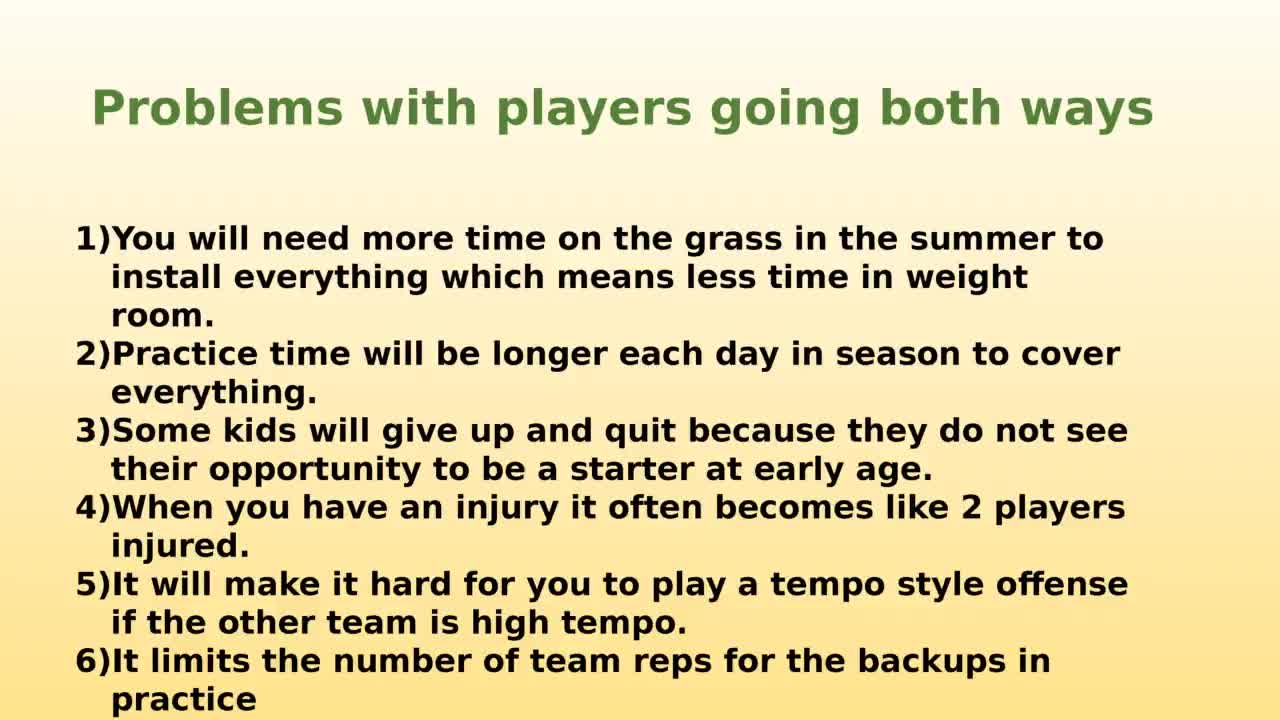 Problems with players going both ways
1)You will need more time on the grass in the summer to
install everything which means less time in weight
room.
2)Practice time will be longer each day in season to cover
everything.
3)Some kids will give up and quit because they do not see
their opportunity to be a starter at early age.
4)When you have an injury it often becomes like 2 players
injured.
5)It will make it hard for you to play a tempo style offense
if the other team is high tempo.
6)It limits the number of team reps for the backups in
practice